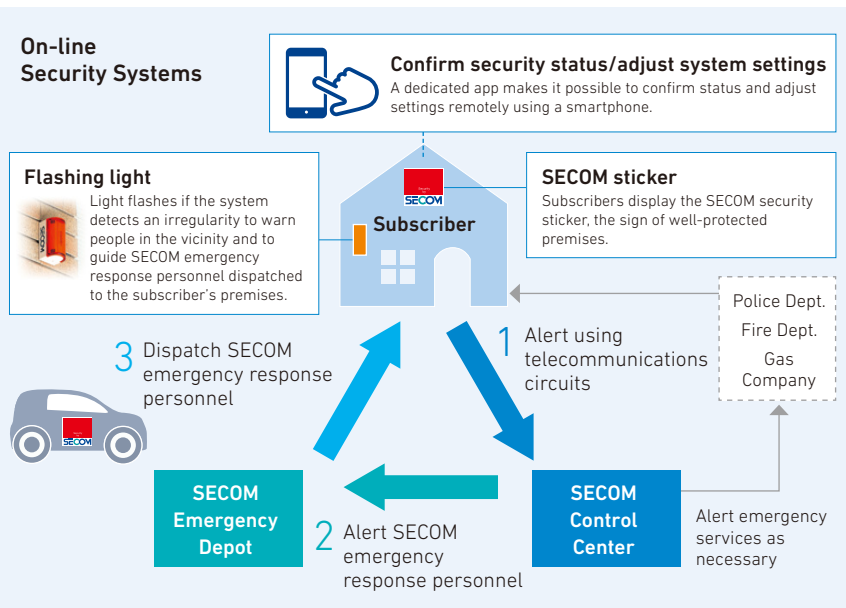 On-line
Security Systems
Confirm security status/adjust system settings
A dedicated app makes it possible to confirm status and adjust
settings remotely using a smartphone.
Flashing light
Light flashes if the system
detects an irregularity to warn
people in the vicinity and to
guide SECOM emergency
response personnel dispatched
to the subscriber's premises.
SECOM
SECOM
Subscriber
SECOM sticker
Subscribers display the SECOM security
sticker, the sign of well-protected
premises.
Police Dept.
Fire Dept.
Gas
Company
1 Alert using
telecommunications
circuits
3 Dispatch SECOM
emergency response
personnel
SECOM
SECOM
Emergency
Depot
2 Alert SECOM
emergency
response personnel
SECOM
Control
Center
Alert emergency
services as
necessary